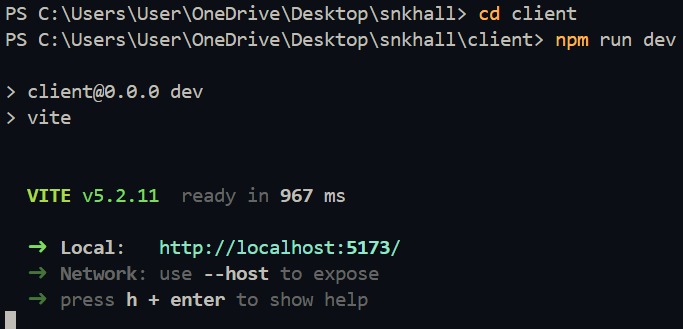 PS C:\Users\User\OneDrive\Desktop\snkhall> cd client
PS C:\Users\User\OneDrive\Desktop\snkhall\client> npm run dev
> client@0.0.0 dev
> vite
VITE v5.2.11  ready in 967 ms
➜ Local:   http://localhost:5173/
➜ Network: use --host to expose
➜ press h + enter to show help